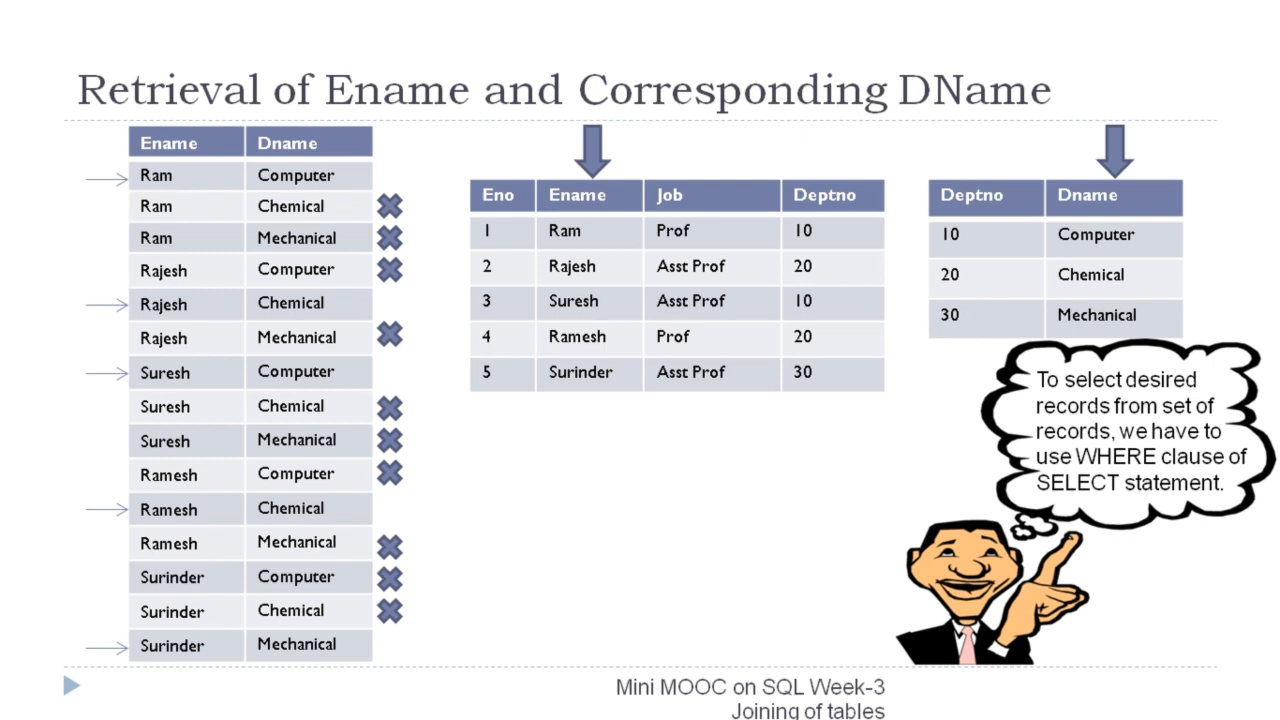 Retrieval of Ename and Corresponding DName
Ename Dname
Ram Computer
Ram Chemical
Ram Mechanical
Rajesh Computer
Rajesh Chemical
Rajesh Mechanical
Suresh Computer
Suresh Chemical
Suresh Mechanical
Ramesh Computer
Ramesh Chemical
Ramesh Mechanical
Surinder Computer
Surinder Chemical
Surinder Mechanical
Eno Ename Job Deptno
1 Ram Prof 10
2 Rajesh Asst Prof 20
3 Suresh Asst Prof 10
4 Ramesh Prof 20
5 Surinder Asst Prof 30
Deptno Dname
10 Computer
20 Chemical
30 Mechanical
To select desired
records from set of
records, we have to
use WHERE clause of
SELECT statement.
Mini MOOC on SQL Week-3
Joining of tables